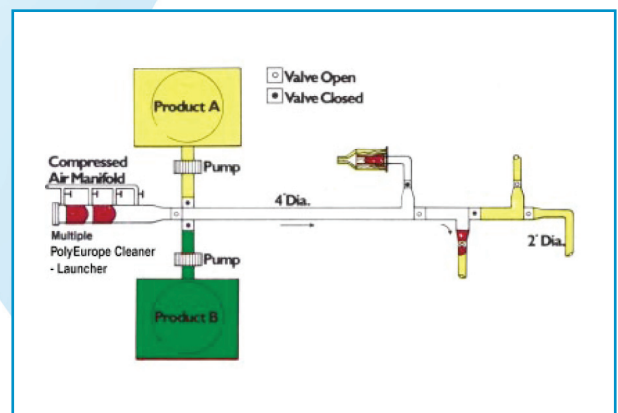 Product A
Valve Open
Valve Closed
Compressed
Air Manifold
Pump
4" Dia.
Multiple
PolyEurope Cleaner
- Launcher
Pump
2" Dia.
Product B